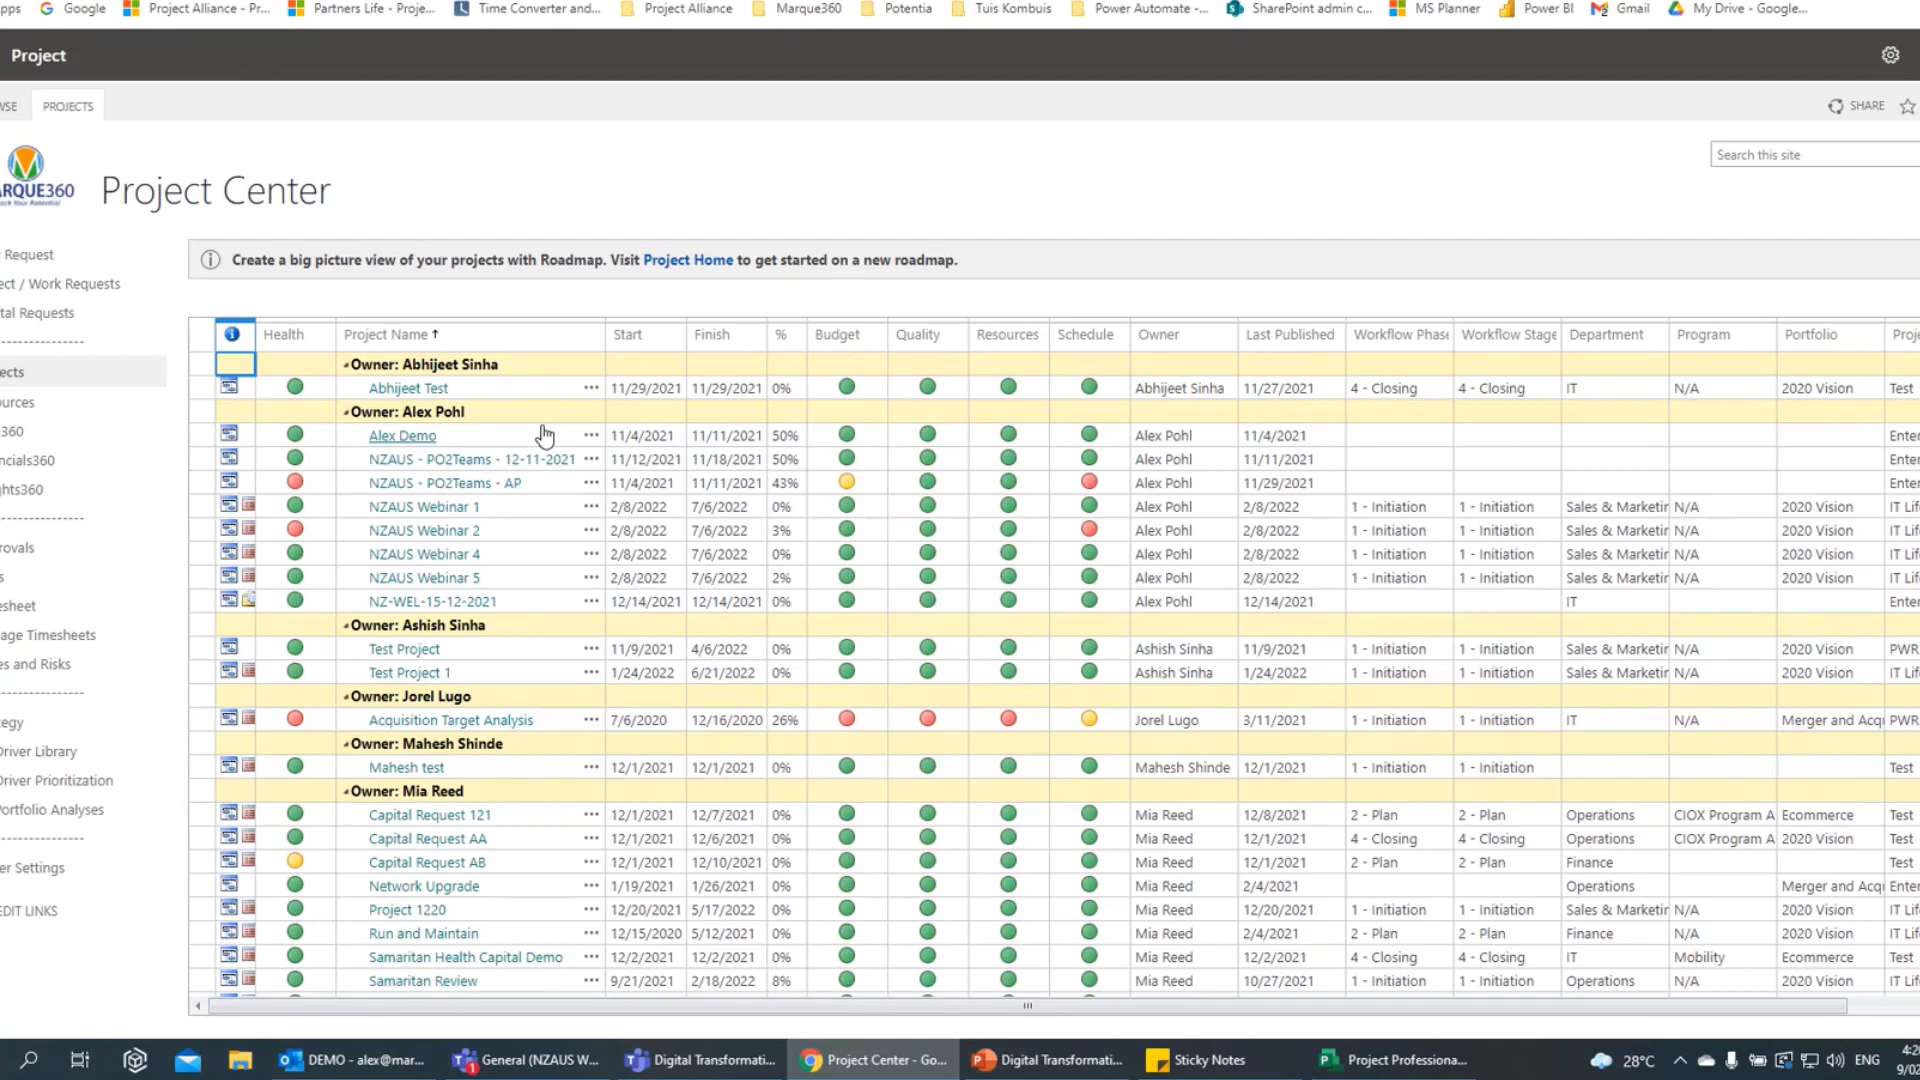 pps Google Project Alliance - Pr... Partners Life - Proje... Time Converter and... Project Alliance Marque360 Potentia Tuis Kombuis Power Automate -... SharePoint admin c... MS Planner Power BI Gmail My Drive - Google...
Project
WSE PROJECTS SHARE
Search this site
ARQUE360
Project Center
Request
ect / Work Requests
tal Requests
ects
ources
360
ncials360
ghts360
rovals
s
esheet
age Timesheets
es and Risks
tegy
Driver Library
Driver Prioritization
Portfolio Analyses
er Settings
EDIT LINKS
Create a big picture view of your projects with Roadmap. Visit Project Home to get started on a new roadmap.
Health Project Name Start Finish % Budget Quality Resources Schedule Owner Last Published Workflow Phase Workflow Stage Department Program Portfolio Proje
Owner: Abhijeet Sinha
Abhijeet Test ... 11/29/2021 11/29/2021 0% Abhijeet Sinha 11/27/2021 4 - Closing 4 - Closing IT N/A 2020 Vision Test
Owner: Alex Pohl
Alex Demo ... 11/4/2021 11/11/2021 50% Alex Pohl 11/4/2021 Enter
NZAUS - PO2Teams - 12-11-2021 ... 11/12/2021 11/18/2021 50% Alex Pohl 11/11/2021 Enter
NZAUS - PO2Teams - AP ... 11/4/2021 11/11/2021 43% Alex Pohl 11/29/2021 Enter
NZAUS Webinar 1 ... 2/8/2022 7/6/2022 0% Alex Pohl 2/8/2022 1 - Initiation 1 - Initiation Sales & Marketin N/A 2020 Vision IT Life
NZAUS Webinar 2 ... 2/8/2022 7/6/2022 3% Alex Pohl 2/8/2022 1 - Initiation 1 - Initiation Sales & Marketin N/A 2020 Vision IT Life
NZAUS Webinar 4 ... 2/8/2022 7/6/2022 0% Alex Pohl 2/8/2022 1 - Initiation 1 - Initiation Sales & Marketin N/A 2020 Vision IT Life
NZAUS Webinar 5 ... 2/8/2022 7/6/2022 2% Alex Pohl 2/8/2022 1 - Initiation 1 - Initiation Sales & Marketin N/A 2020 Vision IT Life
NZ-WEL-15-12-2021 ... 12/14/2021 12/14/2021 0% Alex Pohl 12/14/2021 IT Enter
Owner: Ashish Sinha
Test Project ... 11/9/2021 4/6/2022 0% Ashish Sinha 11/9/2021 1 - Initiation 1 - Initiation Sales & Marketin N/A 2020 Vision PWR
Test Project 1 ... 1/24/2022 6/21/2022 0% Ashish Sinha 1/24/2022 1 - Initiation 1 - Initiation Sales & Marketin N/A 2020 Vision IT Life
Owner: Jorel Lugo
Acquisition Target Analysis ... 7/6/2020 12/16/2020 26% Jorel Lugo 3/11/2021 1 - Initiation 1 - Initiation IT N/A Merger and Acqu PWR
Owner: Mahesh Shinde
Mahesh test ... 12/1/2021 12/1/2021 0% Mahesh Shinde 12/1/2021 1 - Initiation 1 - Initiation Test
Owner: Mia Reed
Capital Request 121 ... 12/1/2021 12/7/2021 0% Mia Reed 12/8/2021 2 - Plan 2 - Plan Operations CIOX Program A Ecommerce Test
Capital Request AA ... 12/1/2021 12/6/2021 0% Mia Reed 12/1/2021 4 - Closing 4 - Closing Operations CIOX Program A 2020 Vision Test
Capital Request AB ... 12/1/2021 12/10/2021 0% Mia Reed 12/1/2021 2 - Plan 2 - Plan Finance Test
Network Upgrade ... 1/19/2021 1/26/2021 0% Mia Reed 2/4/2021 Operations Merger and Acqu Enter
Project 1220 ... 12/20/2021 5/17/2022 0% Mia Reed 12/20/2021 1 - Initiation 1 - Initiation Sales & Marketin N/A 2020 Vision IT Life
Run and Maintain ... 12/15/2020 5/12/2021 0% Mia Reed 2/4/2021 2 - Plan 2 - Plan Finance N/A 2020 Vision IT Life
Samaritan Health Capital Demo ... 12/2/2021 12/2/2021 0% Mia Reed 12/2/2021 4 - Closing 4 - Closing IT Mobility Ecommerce Test
Samaritan Review ... 9/21/2021 2/18/2022 8% Mia Reed 10/27/2021 1 - Initiation 1 - Initiation Operations N/A 2020 Vision IT Life
DEMO - alex@mar... General (NZAUS W... Digital Transformati... Project Center - Go... Digital Transformati... Sticky Notes Project Professiona... 28°C ENG